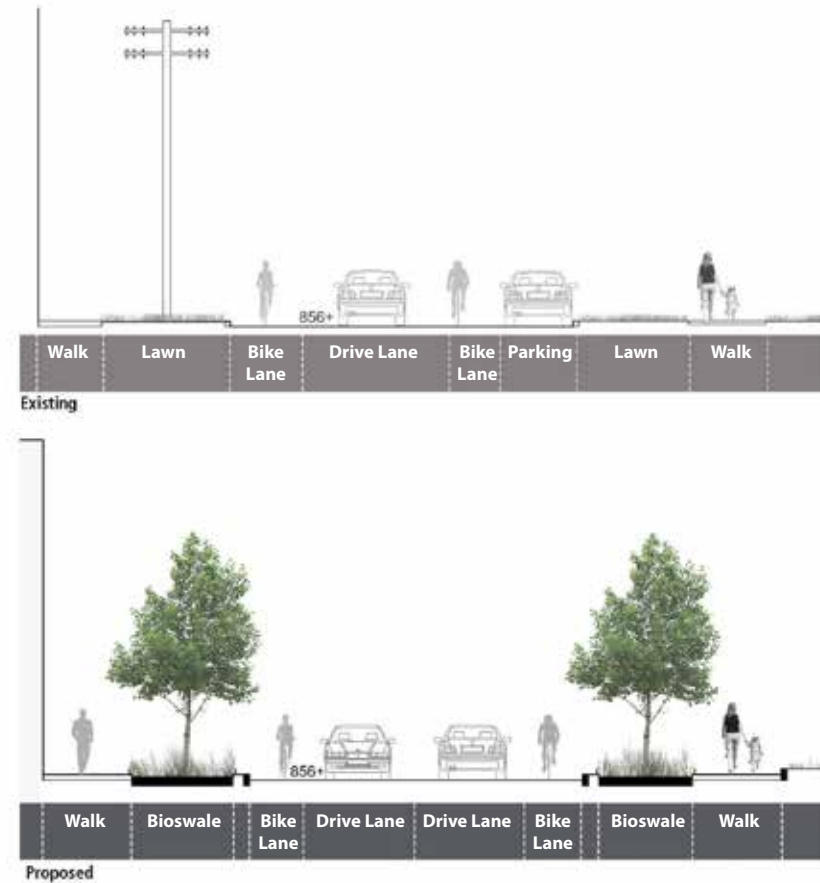 856+
Walk Lawn Bike Lane Drive Lane Bike Lane Parking Lawn Walk
Existing
856+
Walk Bioswale Bike Lane Drive Lane Drive Lane Bike Lane Bioswale Walk
Proposed